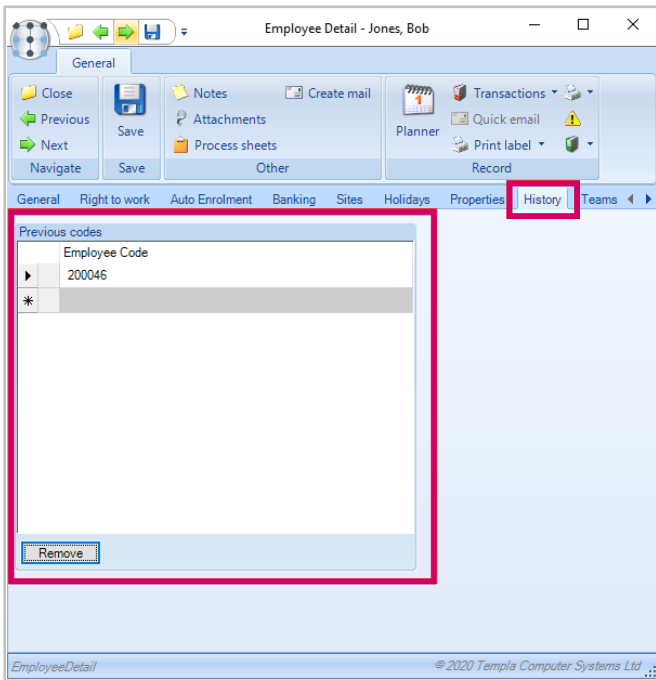 Employee Detail - Jones, Bob
General
Close
Previous
Next
Navigate
Save
Save
Notes
Attachments
Process sheets
Create mail
Other
Planner
Transactions
Quick email
Print label
Record
General Right to work Auto Enrolment Banking Sites Holidays Properties History Teams
Previous codes
Employee Code
200046
Remove
EmployeeDetail
© 2020 Templa Computer Systems Ltd